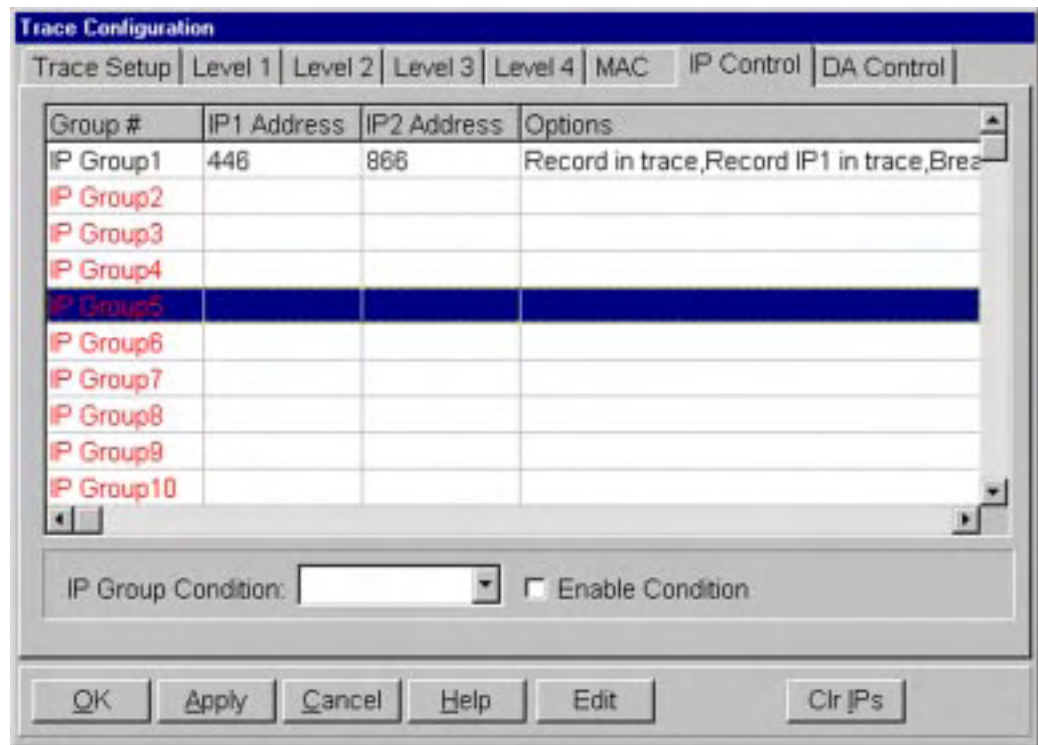 Trace Configuration
Trace Setup Level 1 Level 2 Level 3 Level 4 MAC IP Control DA Control
Group # IP1 Address IP2 Address Options
IP Group1 446 866 Record in trace,Record IP1 in trace,Brea
IP Group2
IP Group3
IP Group4
IP Group5
IP Group6
IP Group7
IP Group8
IP Group9
IP Group10
IP Group Condition: Enable Condition
OK Apply Cancel Help Edit Clr IPs